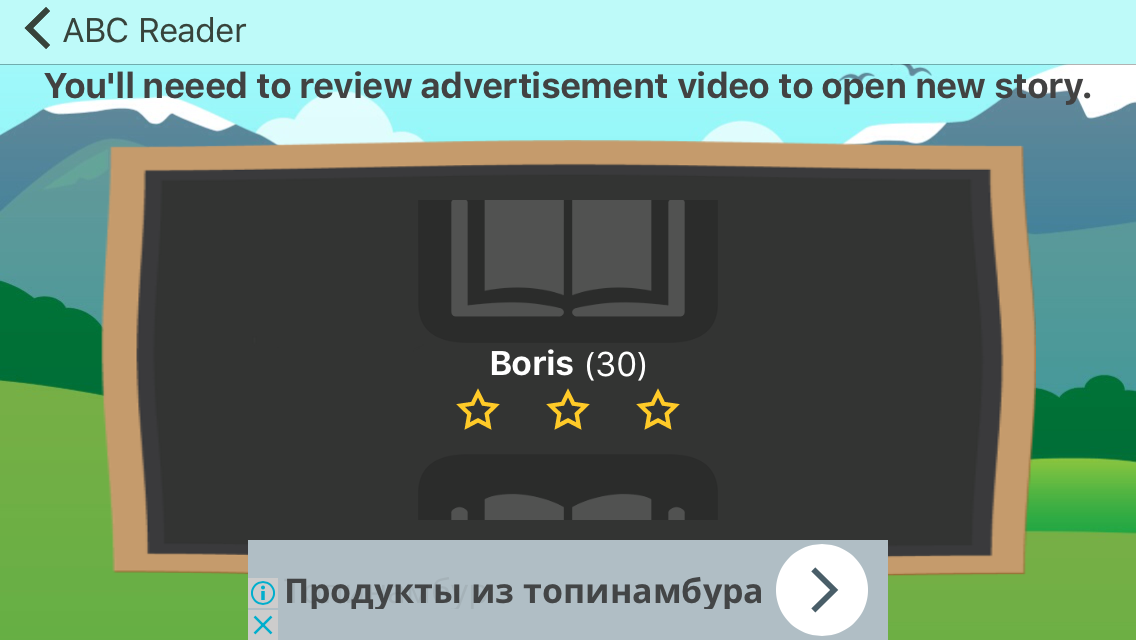 ABC Reader
You'll neeed to review advertisement video to open new story.
Boris (30)
Продукты из топинамбура